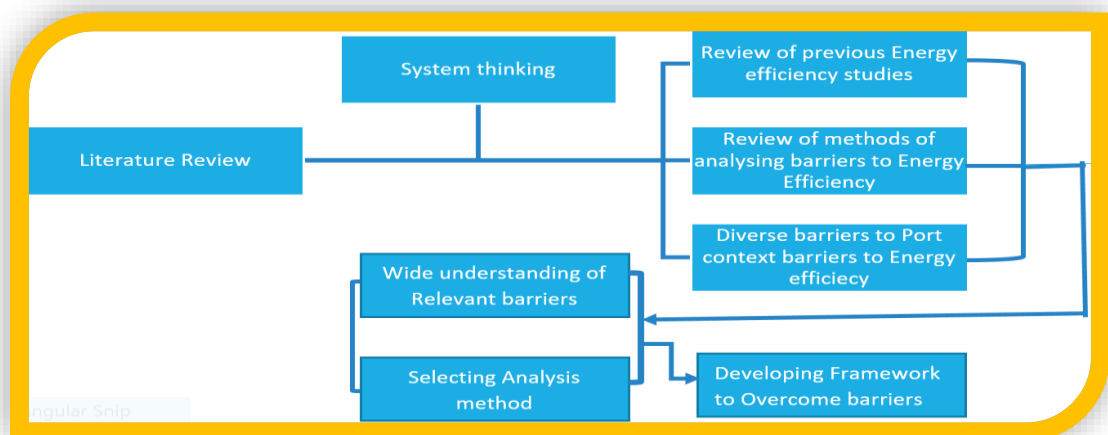 System thinking
Literature Review
Review of previous Energy
efficiency studies
Review of methods of
analysing barriers to Energy
Efficiency
Diverse barriers to Port
context barriers to Energy
efficiecy
Wide understanding of
Relevant barriers
Selecting Analysis
method
Developing Framework
to Overcome barriers
angular Snip